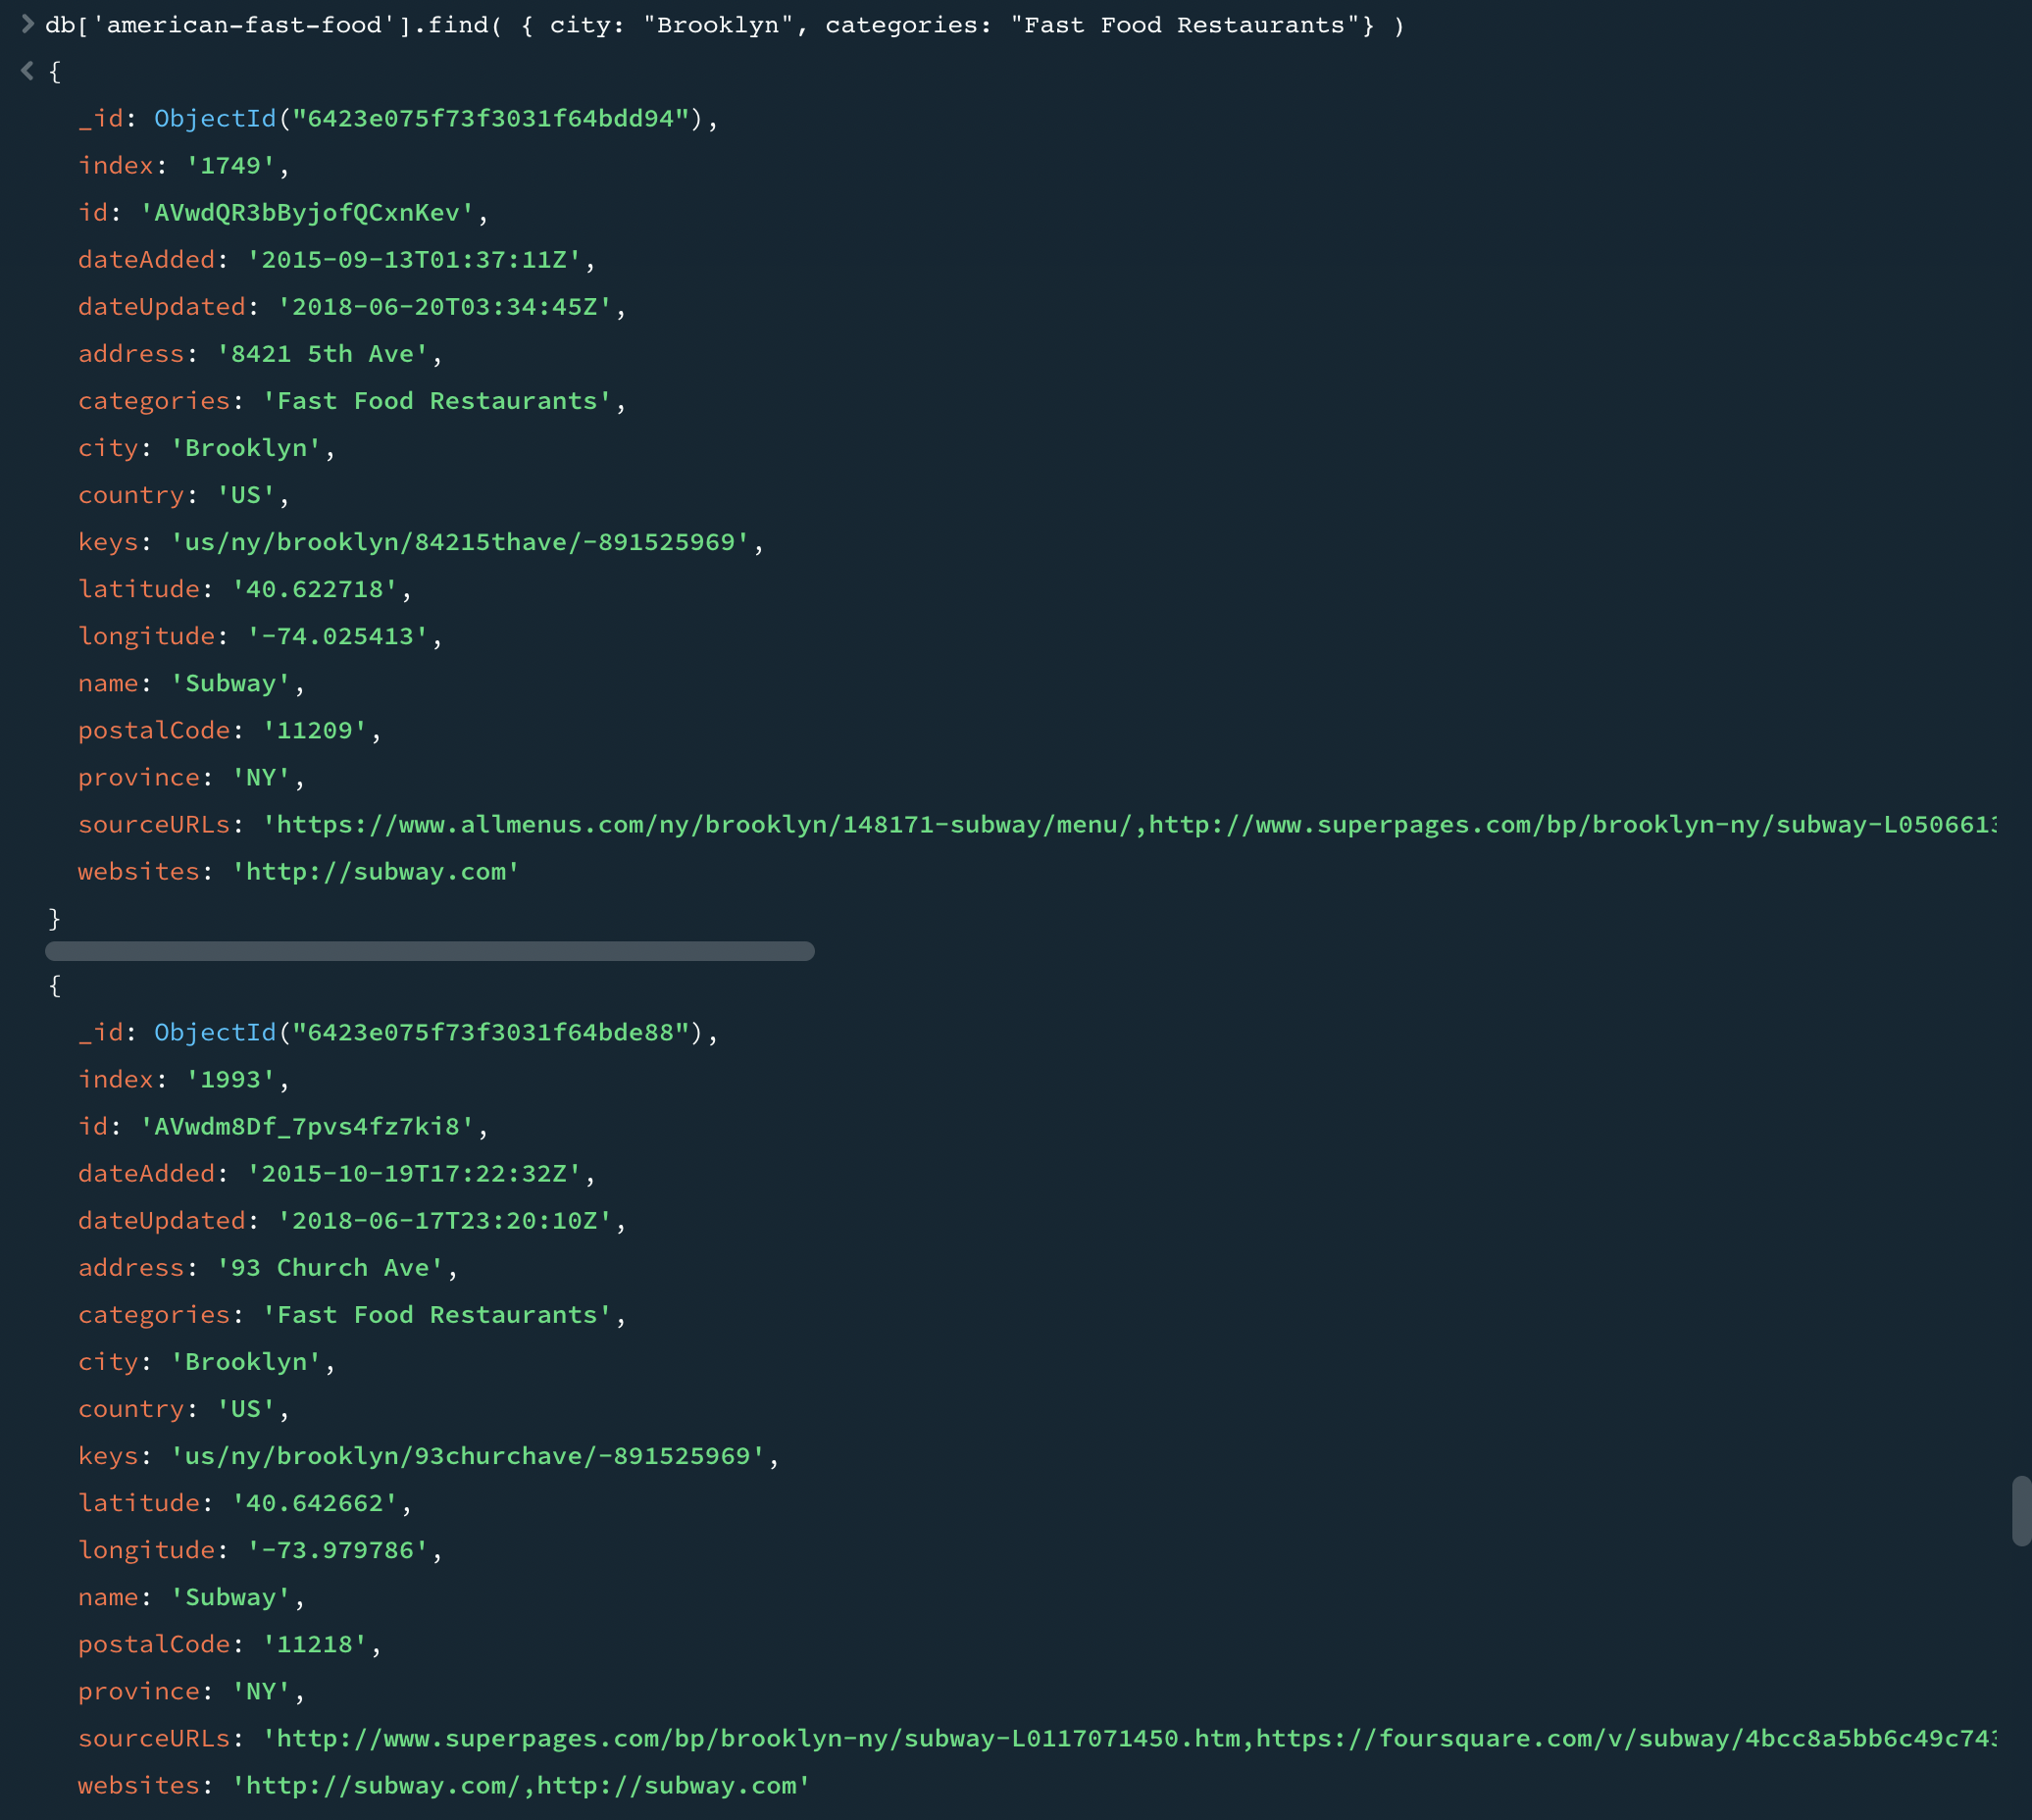 db['american-fast-food'].find( { city: "Brooklyn", categories: "Fast Food Restaurants"} )
{
_id: ObjectId("6423e075f73f3031f64bdd94"),
index: '1749',
id: 'AVwdQR3bByjofQCxnKev',
dateAdded: '2015-09-13T01:37:11Z',
dateUpdated: '2018-06-20T03:34:45Z',
address: '8421 5th Ave',
categories: 'Fast Food Restaurants',
city: 'Brooklyn',
country: 'US',
keys: 'us/ny/brooklyn/84215thave/-891525969',
latitude: '40.622718',
longitude: '-74.025413',
name: 'Subway',
postalCode: '11209',
province: 'NY',
sourceURLs: 'https://www.allmenus.com/ny/brooklyn/148171-subway/menu/,http://www.superpages.com/bp/brooklyn-ny/subway-L0506613
websites: 'http://subway.com'
}
{
_id: ObjectId("6423e075f73f3031f64bde88"),
index: '1993',
id: 'AVwdm8Df_7pvs4fz7ki8',
dateAdded: '2015-10-19T17:22:32Z',
dateUpdated: '2018-06-17T23:20:10Z',
address: '93 Church Ave',
categories: 'Fast Food Restaurants',
city: 'Brooklyn',
country: 'US',
keys: 'us/ny/brooklyn/93churchave/-891525969',
latitude: '40.642662',
longitude: '-73.979786',
name: 'Subway',
postalCode: '11218',
province: 'NY',
sourceURLs: 'http://www.superpages.com/bp/brooklyn-ny/subway-L0117071450.htm,https://foursquare.com/v/subway/4bcc8a5bb6c49c743
websites: 'http://subway.com/,http://subway.com'